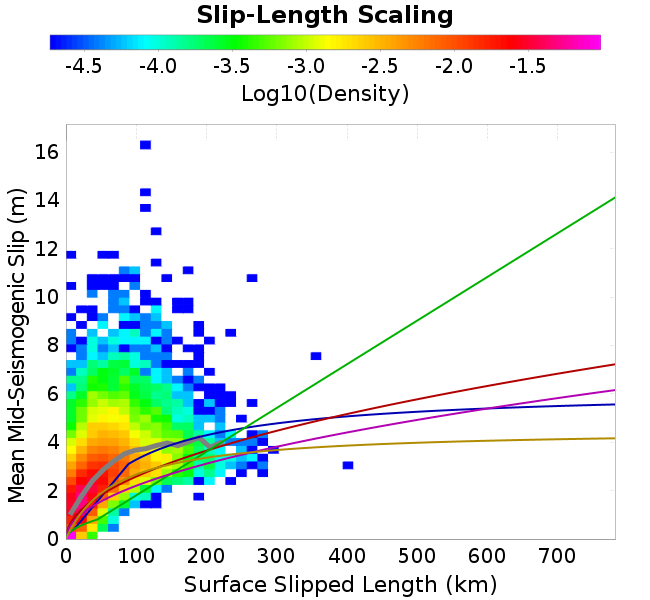 Slip-Length Scaling
-4.5 -4.0 -3.5 -3.0 -2.5 -2.0 -1.5
Log10(Density)
Mean Mid-Seismogenic Slip (m)
16
14
12
10
8
6
4
2
0
0 100 200 300 400 500 600 700
Surface Slipped Length (km)